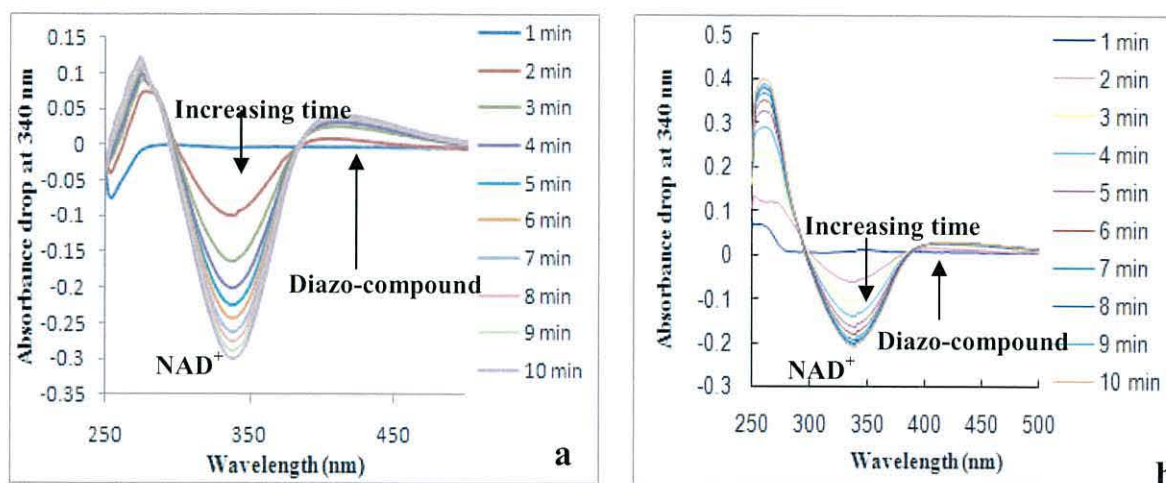 0.15
0.1
0.05
0
-0.05
-0.1
-0.15
-0.2
-0.25
-0.3
-0.35
Absorbance drop at 340 nm
Increasing time
Diazo-compound
NAD+
250
350
450
Wavelength (nm)
a
1 min
2 min
3 min
4 min
5 min
6 min
7 min
8 min
9 min
10 min
0.5
0.4
0.3
0.2
0.1
0
-0.1
-0.2
-0.3
Absorbance drop at 340 nm
Increasing time
Diazo-compound
NAD+
250
300
350
400
450
500
Wavelength (nm)
1 min
2 min
3 min
4 min
5 min
6 min
7 min
8 min
9 min
10 min